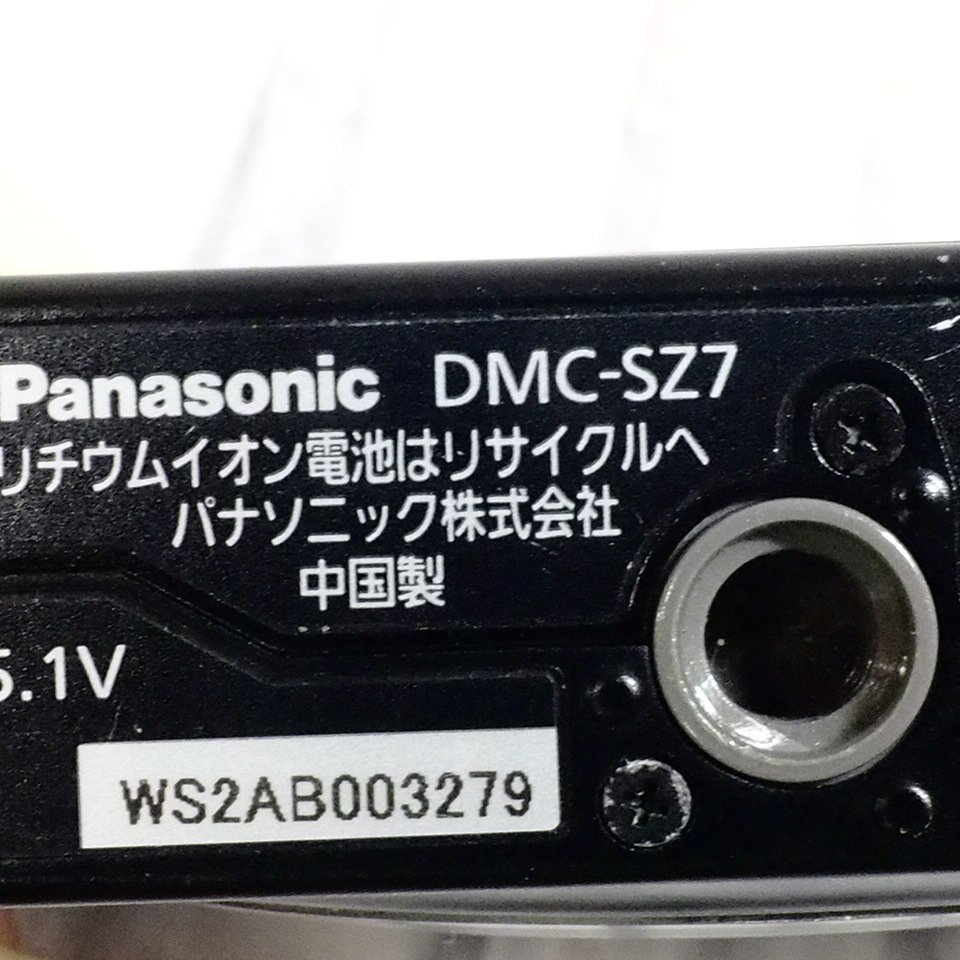 Panasonic DMC-SZ7
リチウムイオン電池はリサイクルへ
パナソニック株式会社
中国製
5.1V
WS2AB003279